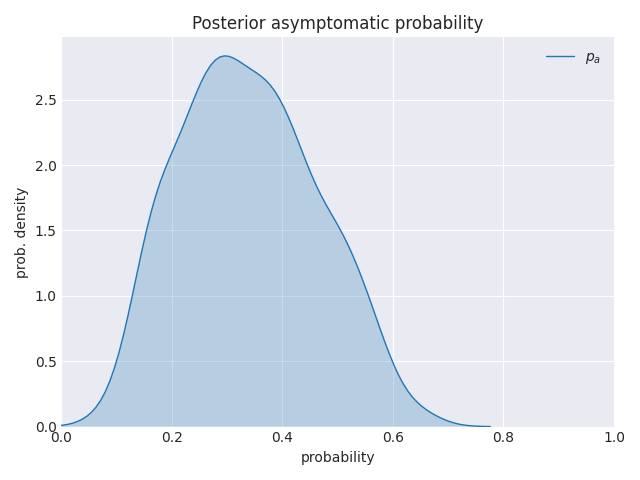 Posterior asymptomatic probability
pₐ
prob. density
2.5
2.0
1.5
1.0
0.5
0.0
0.0 0.2 0.4 0.6 0.8 1.0
probability